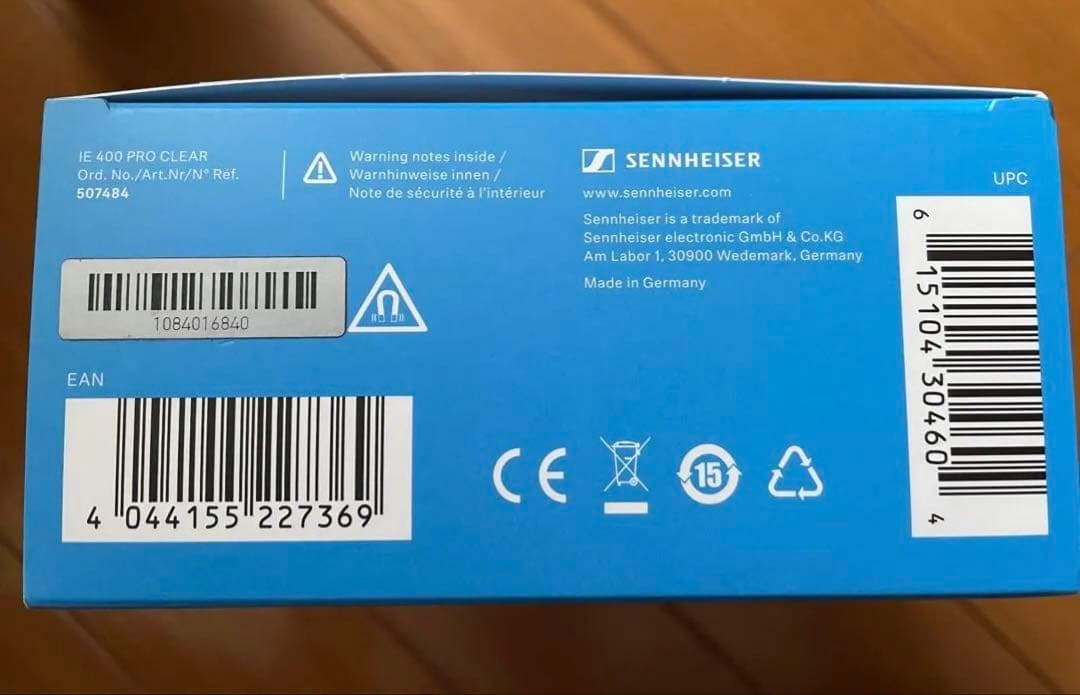 IE 400 PRO CLEAR
Ord. No./Art.Nr/N° Réf.
507484
Warning notes inside /
Warnhinweise innen /
Note de sécurité à l'intérieur
SENNHEISER
www.sennheiser.com
Sennheiser is a trademark of
Sennheiser electronic GmbH & Co.KG
Am Labor 1, 30900 Wedemark, Germany
Made in Germany
UPC
6 15104 30460 4
1084016840
EAN
4 044155 227369
CE
15